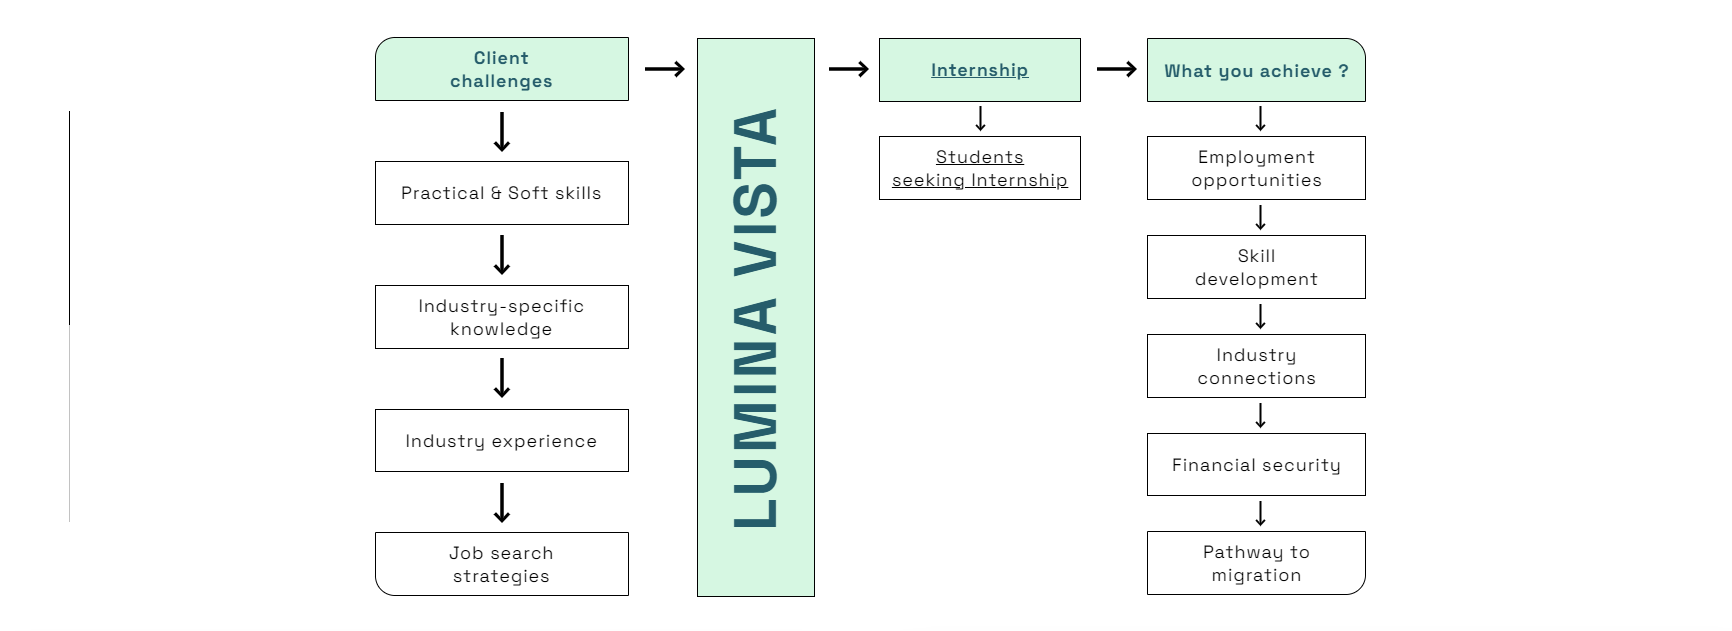 Client
challenges
Practical & Soft skills
Industry-specific
knowledge
Industry experience
Job search
strategies
LUMINA VISTA
Internship
Students
seeking Internship
What you achieve ?
Employment
opportunities
Skill
development
Industry
connections
Financial security
Pathway to
migration